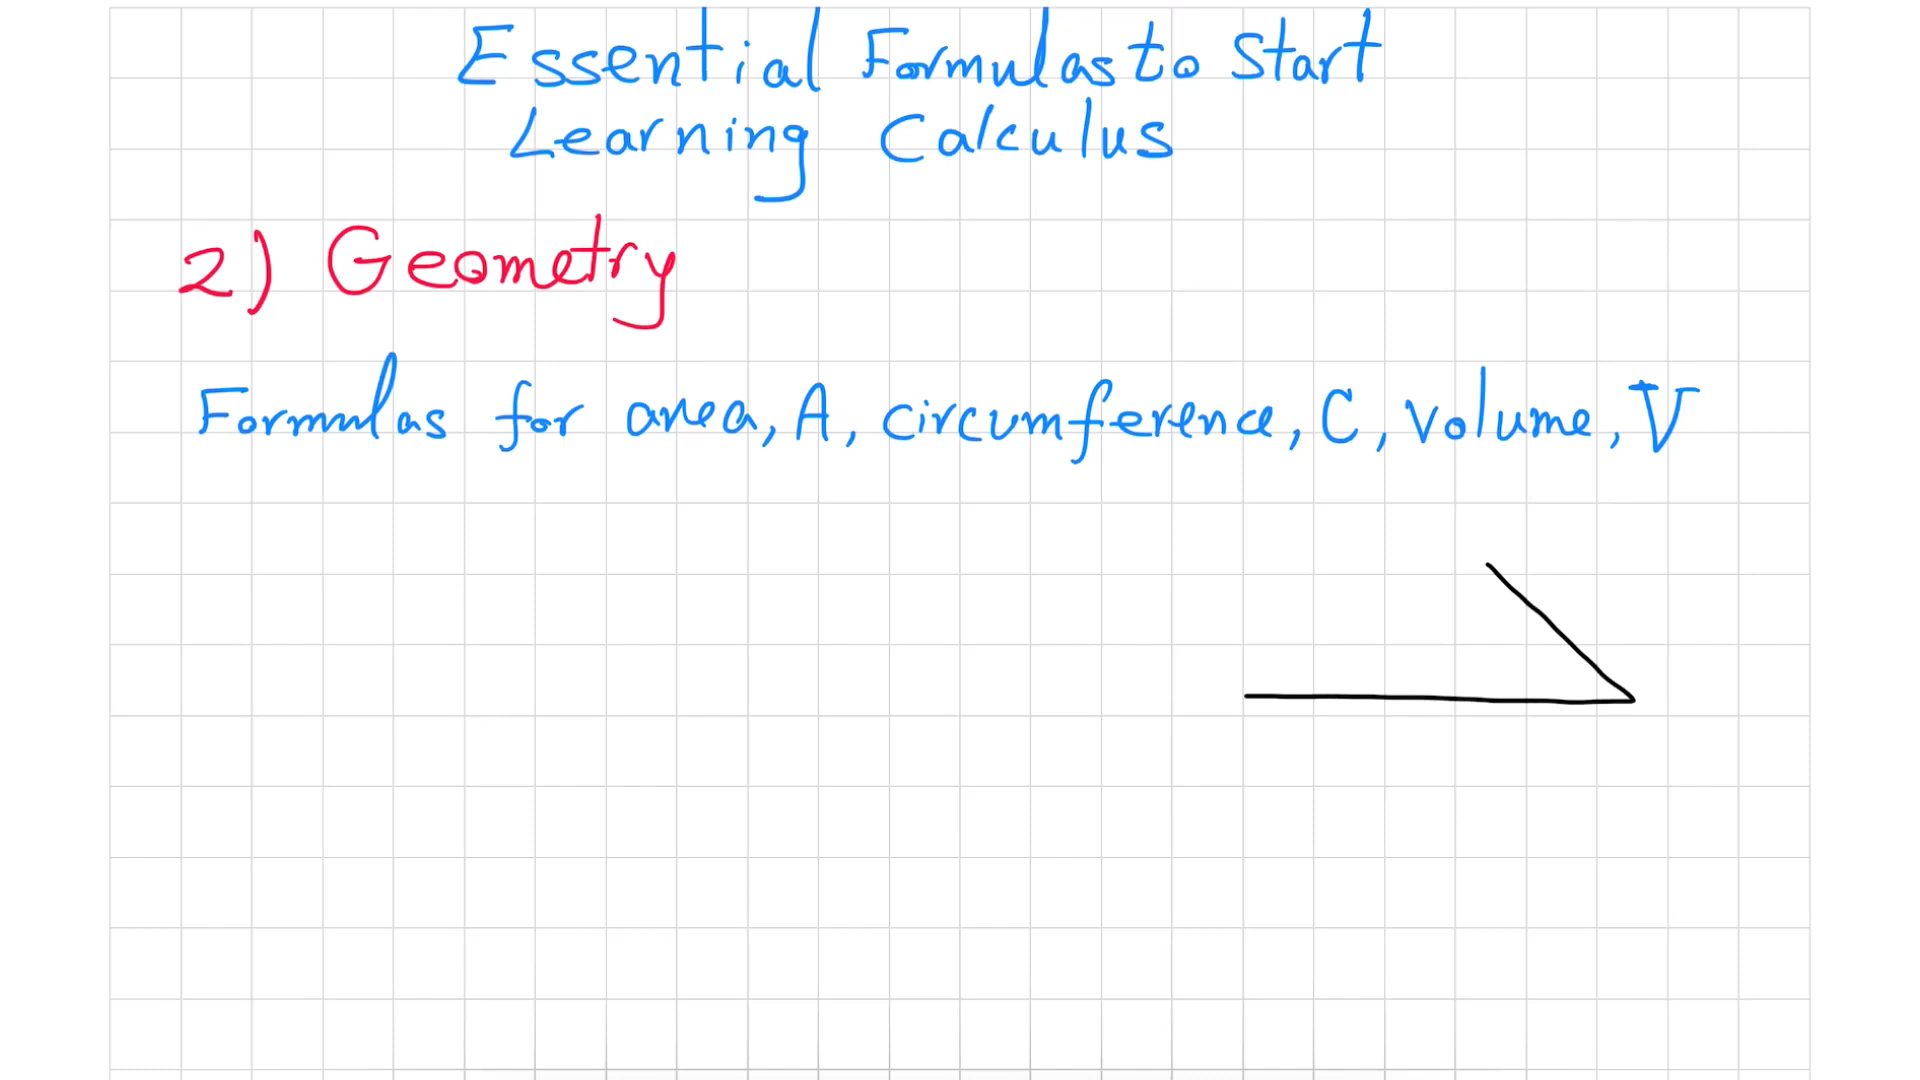 Essential Formulas to Start
Learning Calculus
2) Geometry
Formulas for area, A, circumference, C, volume, V